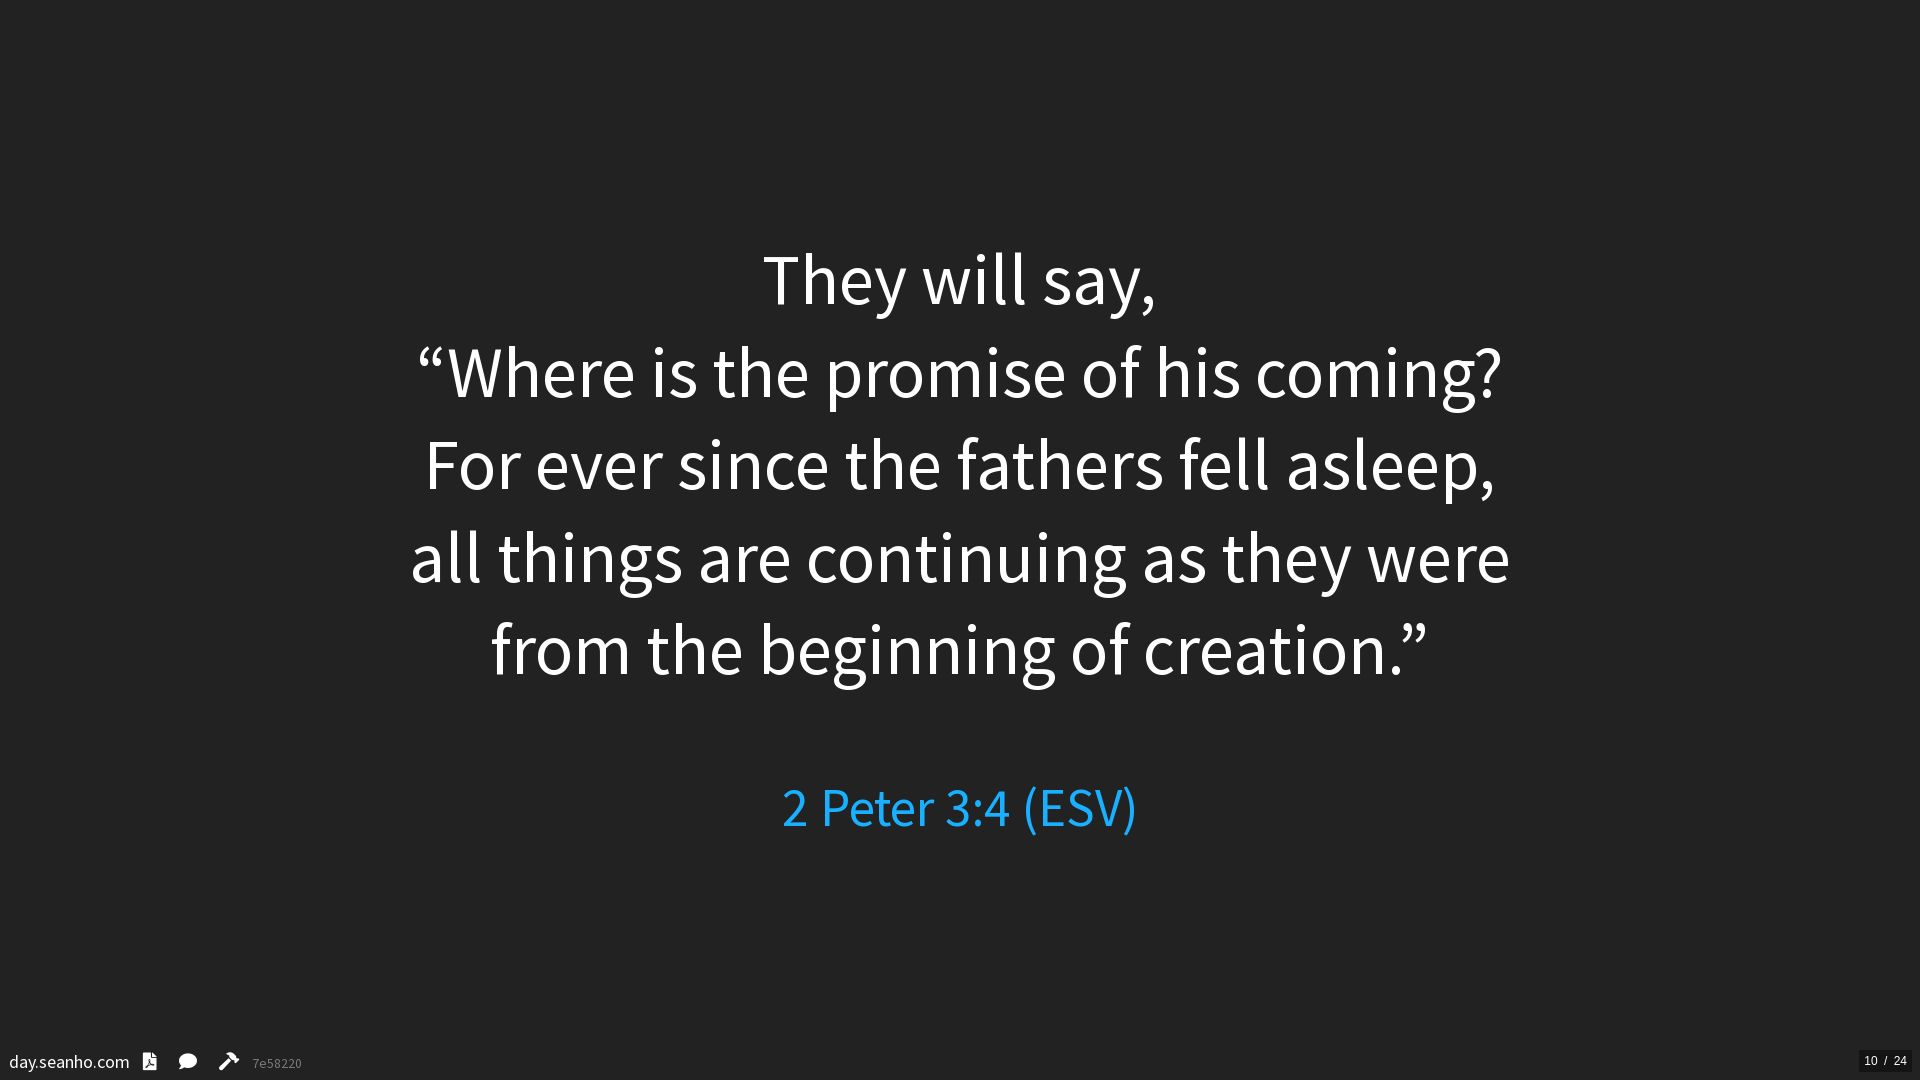 They will say,
“Where is the promise of his coming?
For ever since the fathers fell asleep,
all things are continuing as they were
from the beginning of creation.”
2 Peter 3:4 (ESV)
day.seanho.com 7e58220
10 / 24